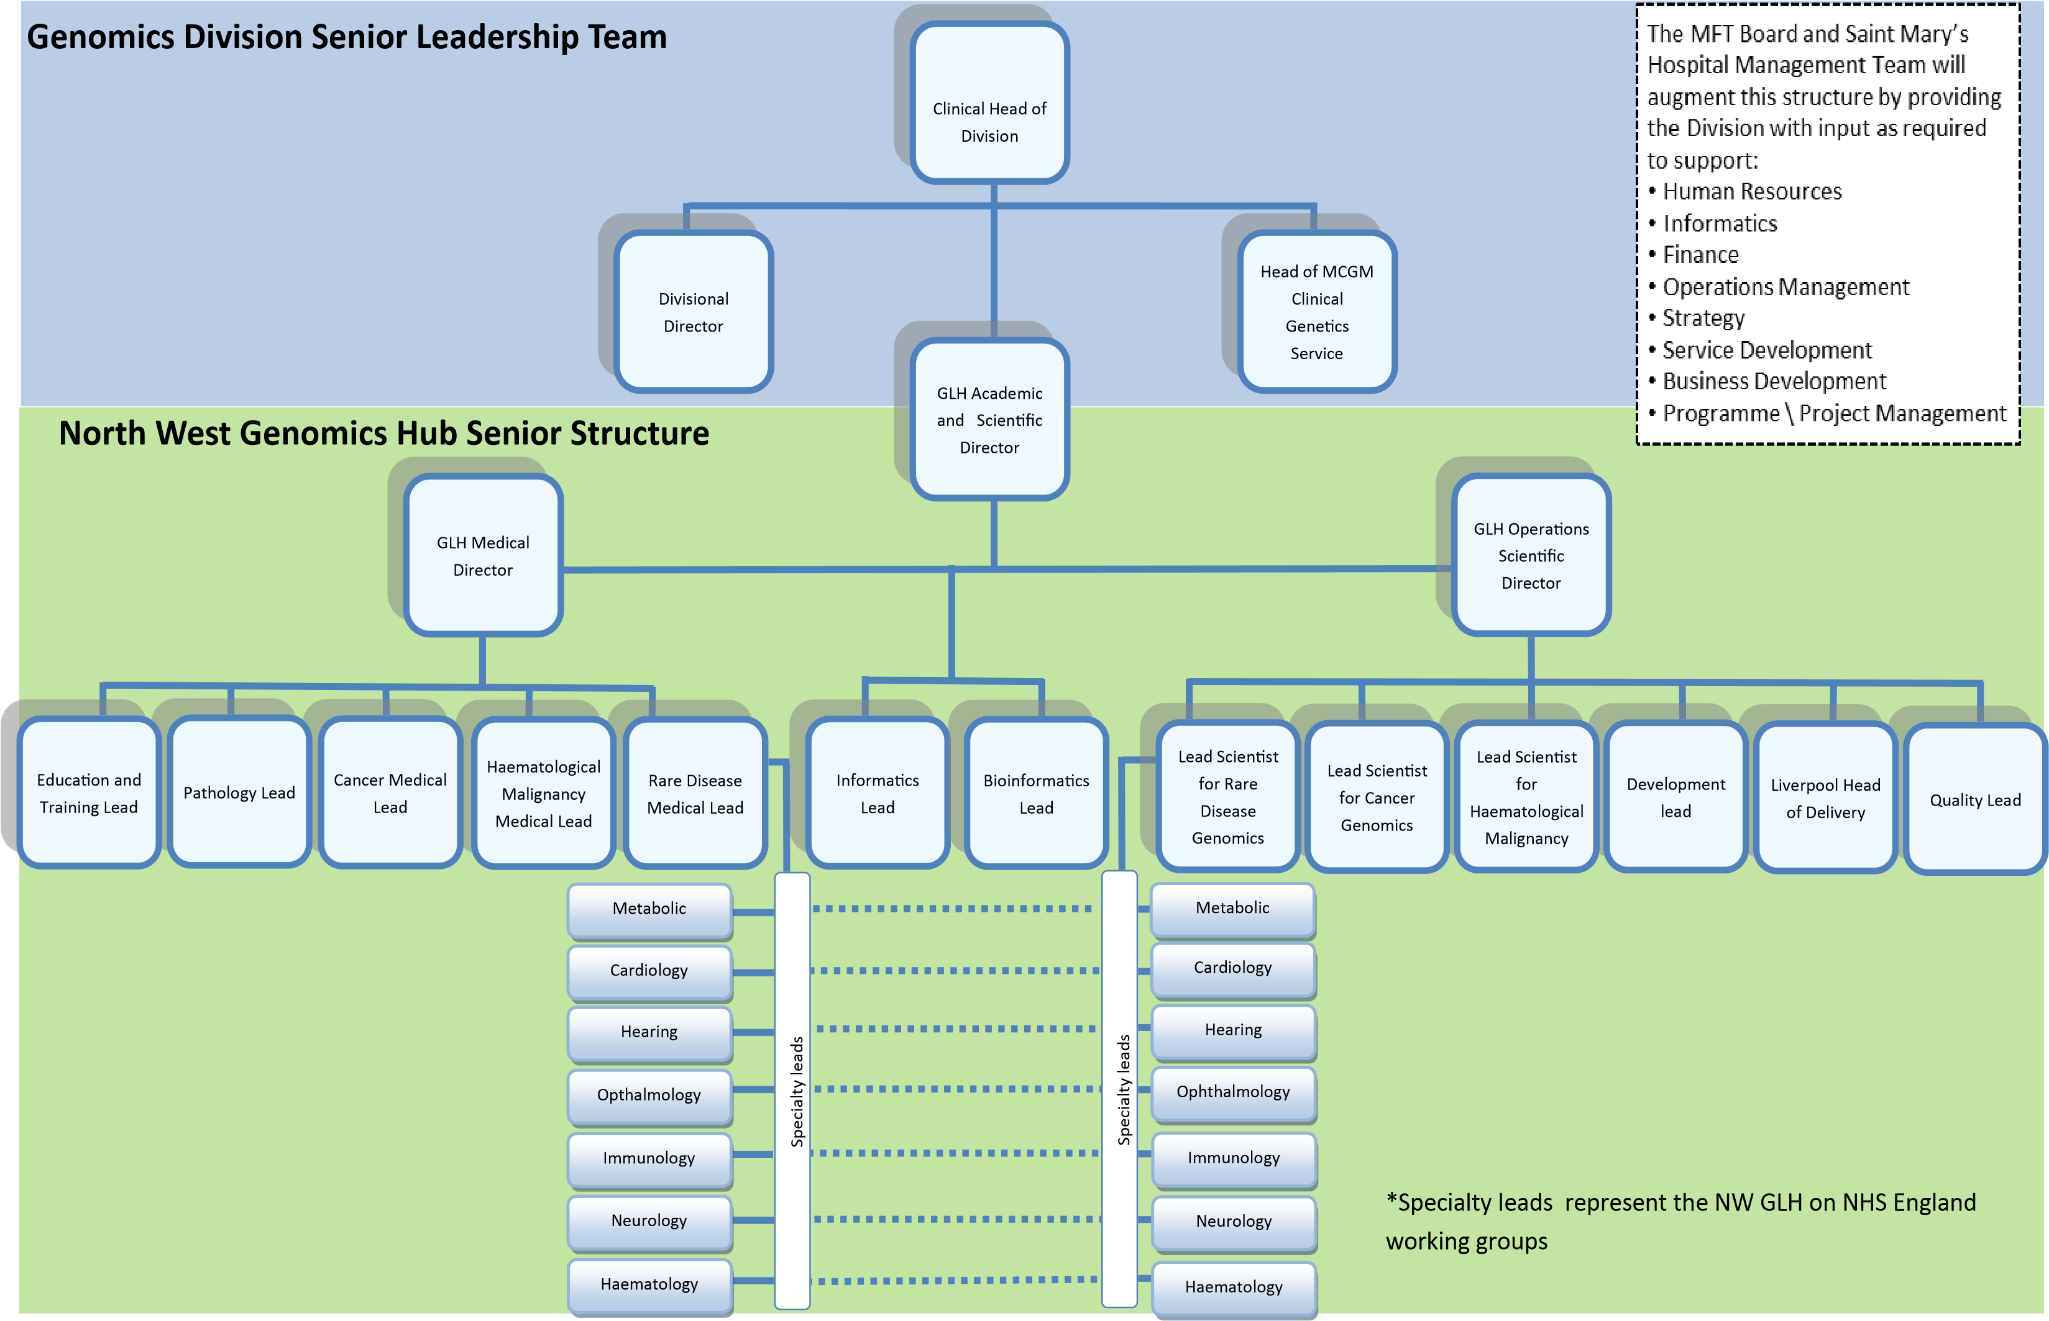 Genomics Division Senior Leadership Team
Clinical Head of
Division
The MFT Board and Saint Mary's
Hospital Management Team will
augment this structure by providing
the Division with input as required
to support:
• Human Resources
• Informatics
• Finance
• Operations Management
• Strategy
• Service Development
• Business Development
• Programme \ Project Management
Divisional
Director
Head of MCGM
Clinical
Genetics
Service
GLH Academic
and Scientific
Director
North West Genomics Hub Senior Structure
GLH Medical
Director
GLH Operations
Scientific
Director
Education and
Training Lead
Pathology Lead
Cancer Medical
Lead
Haematological
Malignancy
Medical Lead
Rare Disease
Medical Lead
Informatics
Lead
Bioinformatics
Lead
Lead Scientist
for Rare
Disease
Genomics
Lead Scientist
for Cancer
Genomics
Lead Scientist
for
Haematological
Malignancy
Development
lead
Liverpool Head
of Delivery
Quality Lead
Metabolic
Cardiology
Hearing
Opthalmology
Immunology
Neurology
Haematology
Specialty leads
Specialty leads
Metabolic
Cardiology
Hearing
Ophthalmology
Immunology
Neurology
Haematology
*Specialty leads represent the NW GLH on NHS England
working groups